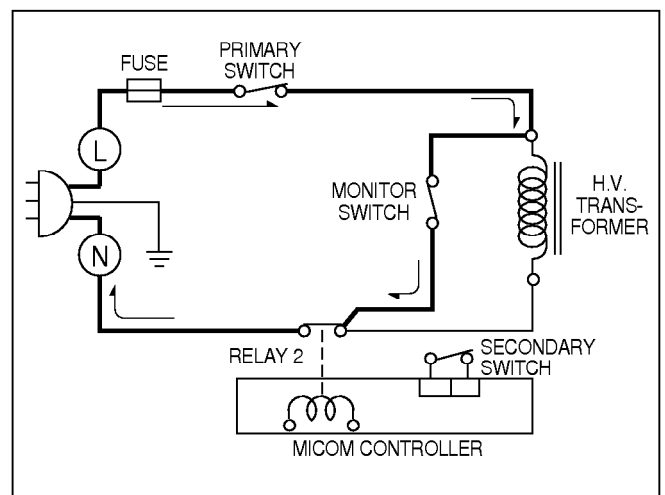 FUSE
PRIMARY
SWITCH
L
MONITOR
SWITCH
H.V.
TRANS-
FORMER
N
RELAY 2
SECONDARY
SWITCH
MICOM CONTROLLER